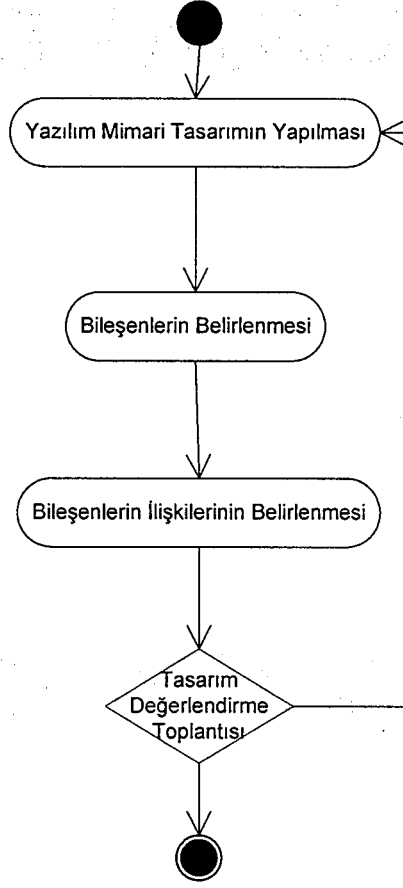 Yazılım Mimari Tasarımın Yapılması
Bileşenlerin Belirlenmesi
Bileşenlerin İlişkilerinin Belirlenmesi
Tasarım
Değerlendirme
Toplantısı